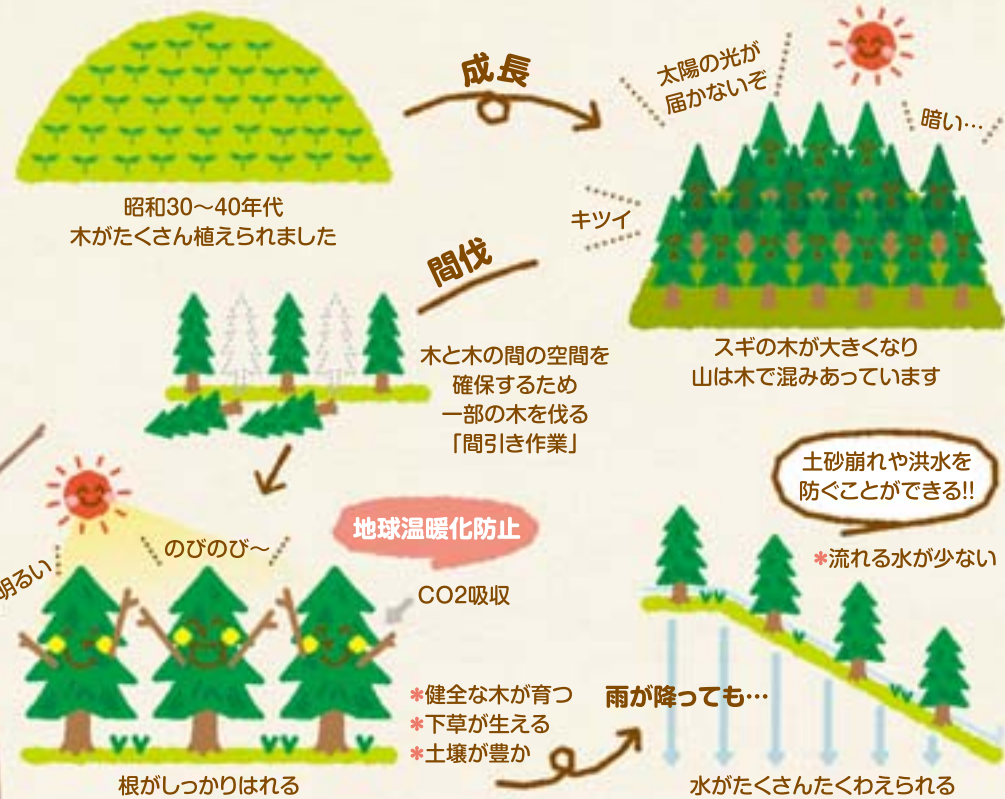 昭和30〜40年代
木がたくさん植えられました
成長
太陽の光が
届かないぞ
暗い…
キツイ
スギの木が大きくなり
山は木で混みあっています
間伐
木と木の間の空間を
確保するため
一部の木を伐る
「間引き作業」
明るい
のびのび〜
地球温暖化防止
CO2吸収
*健全な木が育つ
*下草が生える
*土壌が豊か
根がしっかりはれる
雨が降っても…
土砂崩れや洪水を
防ぐことができる!!
*流れる水が少ない
水がたくさんたくわえられる